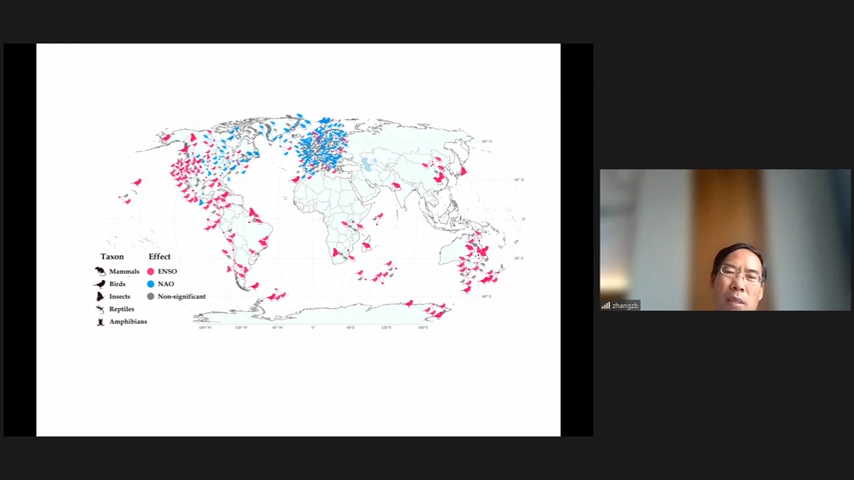 Taxon Effect
Mammals ENSO
Birds NAO
Insects Non-significant
Reptiles
Amphibians
zhangzb